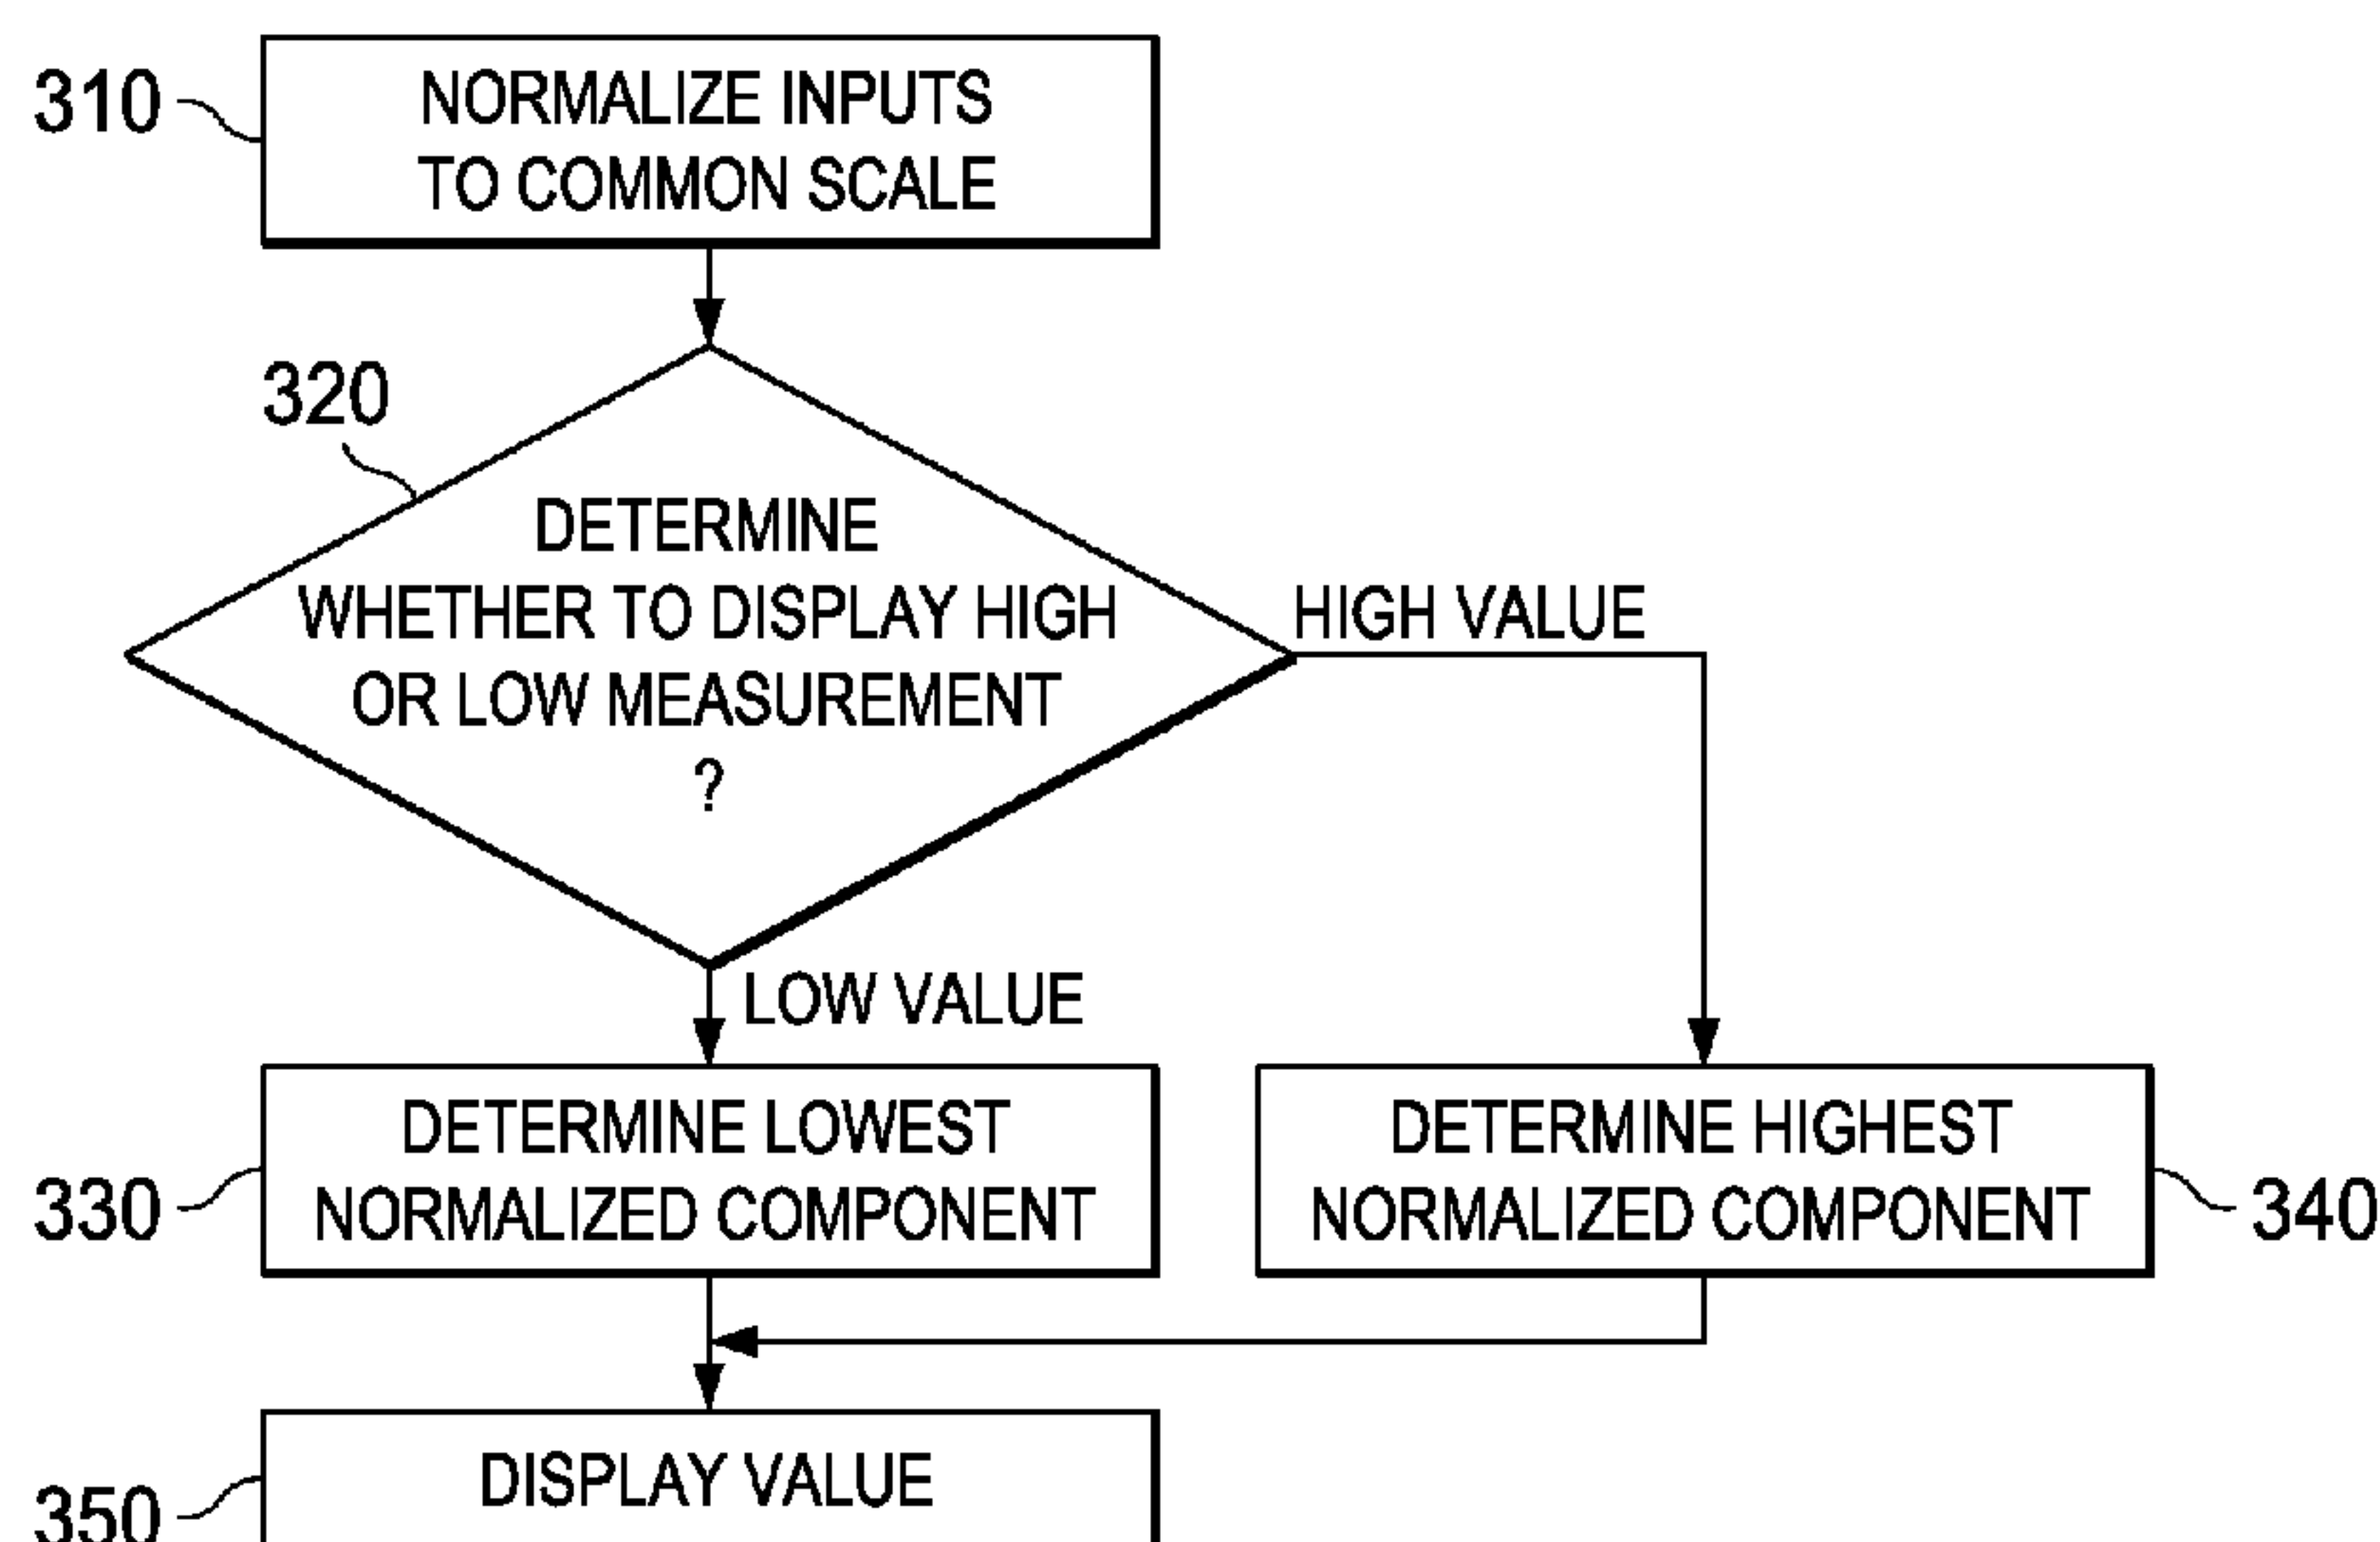 310
NORMALIZE INPUTS
TO COMMON SCALE
320
DETERMINE
WHETHER TO DISPLAY HIGH
OR LOW MEASUREMENT
?
HIGH VALUE
LOW VALUE
330
DETERMINE LOWEST
NORMALIZED COMPONENT
DETERMINE HIGHEST
NORMALIZED COMPONENT
340
350
DISPLAY VALUE